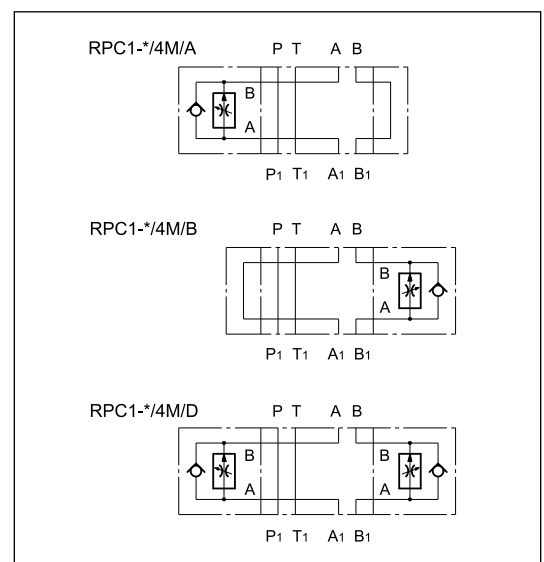 RPC1-*/4M/A P T A B
B
A
P1 T1 A1 B1
RPC1-*/4M/B P T A B
B
A
P1 T1 A1 B1
RPC1-*/4M/D P T A B
B B
A A
P1 T1 A1 B1